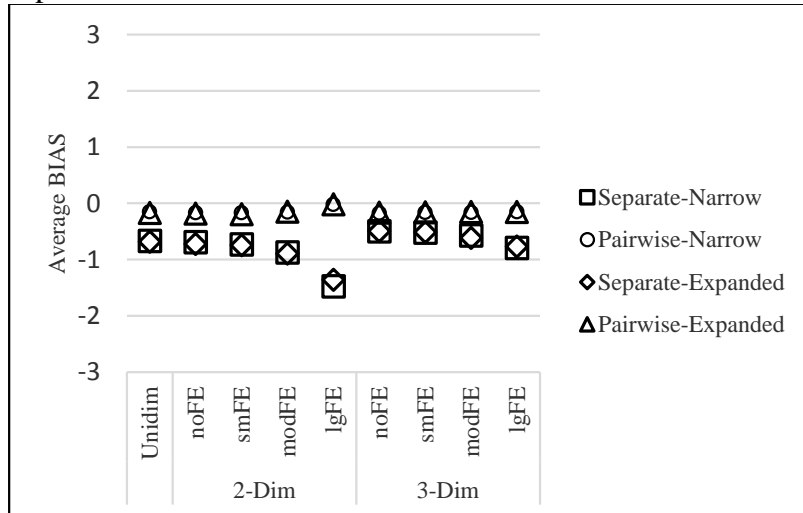 3
2
1
0
-1
-2
-3
Average BIAS
Unidim
noFE
smFE
modFE
lgFE
noFE
smFE
modFE
lgFE
2-Dim
3-Dim
Separate-Narrow
Pairwise-Narrow
Separate-Expanded
Pairwise-Expanded